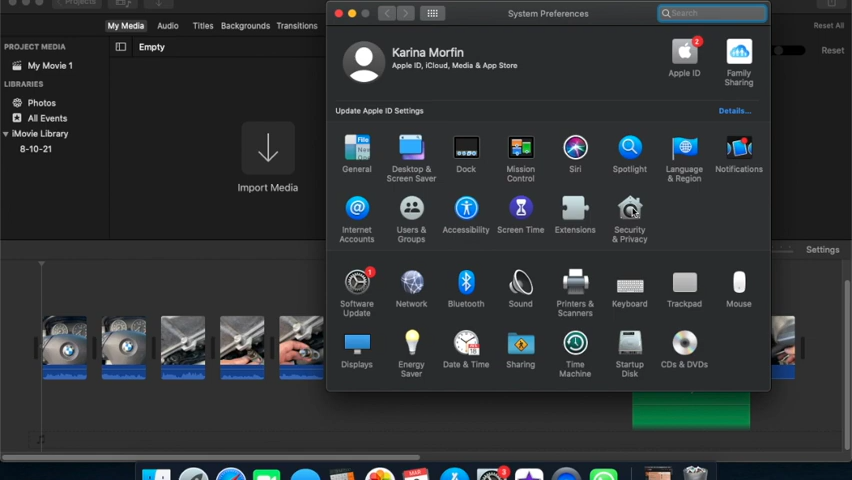 Projects
System Preferences
Search
My Media
Audio
Titles
Backgrounds
Transitions
Reset All
PROJECT MEDIA
My Movie 1
LIBRARIES
Photos
All Events
iMovie Library
8-10-21
Empty
Import Media
Reset
Settings
Karina Morfin
Apple ID, iCloud, Media & App Store
2
Apple ID
Family
Sharing
Update Apple ID Settings
Details...
File
New
General
Desktop &
Screen Saver
Dock
Mission
Control
Siri
Spotlight
Language
& Region
Notifications
Internet
Accounts
Users &
Groups
Accessibility
Screen Time
Extensions
Security
& Privacy
1
Software
Update
Network
Bluetooth
Sound
Printers &
Scanners
Keyboard
Trackpad
Mouse
Displays
Energy
Saver
Date & Time
Sharing
Time
Machine
Startup
Disk
CDs & DVDs
MAR
3